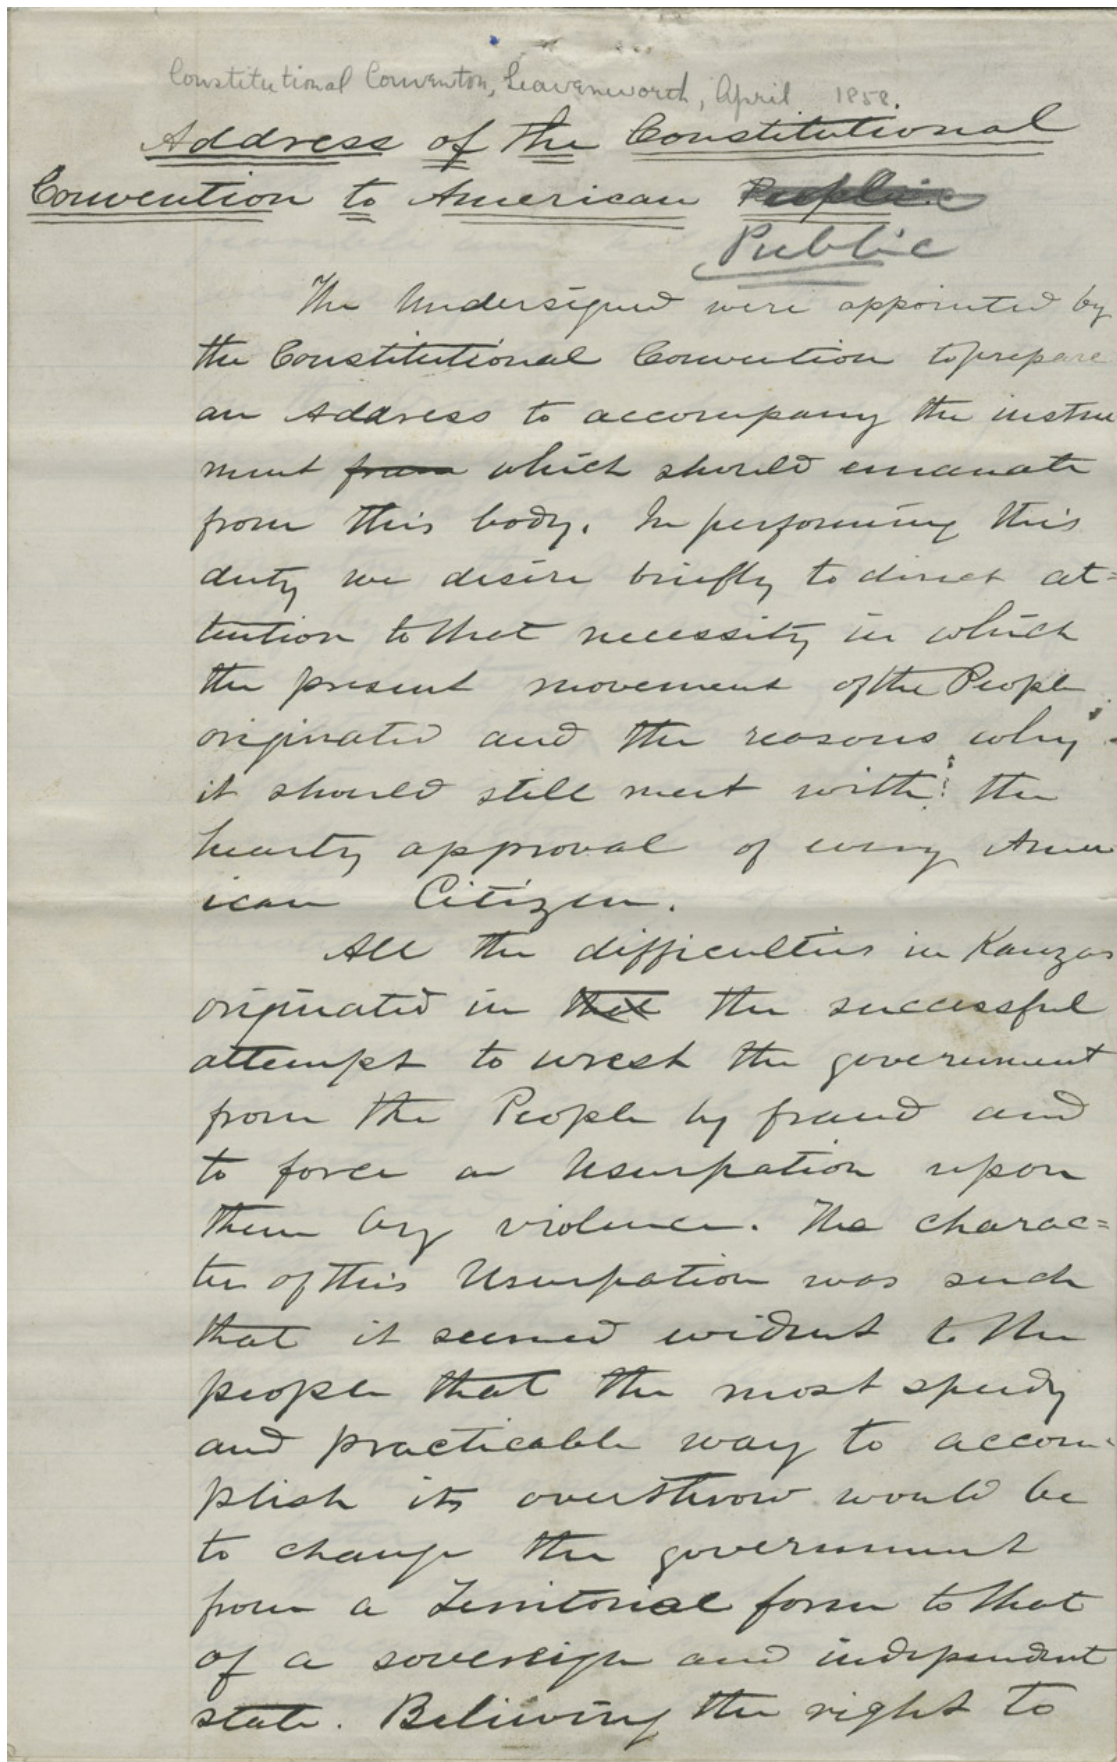 Constitutional Conventon, Leavenworth, April 1858.
Address of the Constitutional
Convention to American
Public
The Undersigned were appointed by
the Constitutional Convention to prepare
an Address to accompany the instru
ment from which should emanate
from this body. In performing this
duty we desire briefly to direct at=
tention to that necessity in which
the present movement of the People
originated and the reasons why
it should still meet with the
hearty approval of every Amer
ican Citizen.
All the difficulties in Kanzas
originated in that the successful
attempt to wrest the government
from the People by fraud and
to force a Usurpation upon
them by violence. The charac=
ter of this Usurpation was such
that it seemed evident to the
people that the most speedy
and practicable way to accom-
plish its overthrow would be
to change the government
from a Territorial form to that
of a sovereign and independent
state. Believing the right to